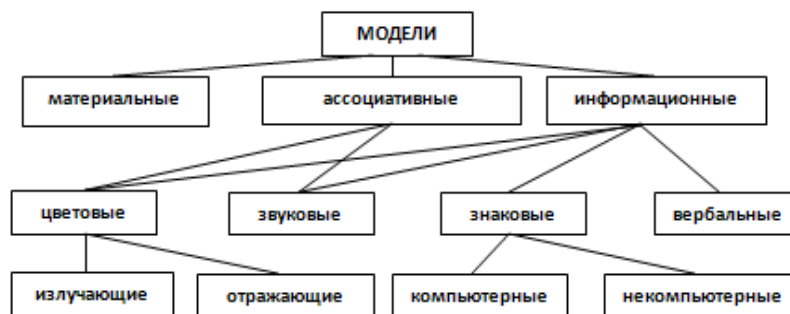 МОДЕЛИ
материальные
ассоциативные
информационные
цветовые
звуковые
знаковые
вербальные
излучающие
отражающие
компьютерные
некомпьютерные